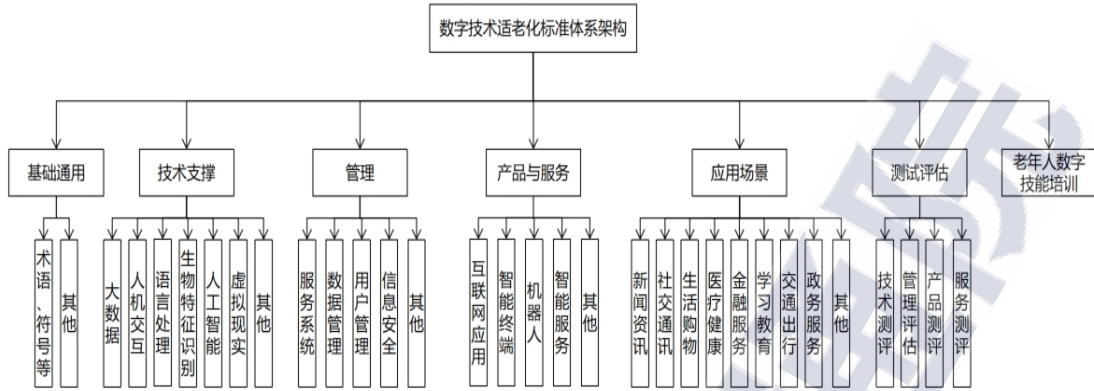 数字技术适老化标准体系架构
基础通用
技术支撑
管理
产品与服务
应用场景
测试评估
老年人数字
技能培训
术语、符号等
其他
大数据
人机交互
语言处理
生物特征识别
人工智能
虚拟现实
其他
服务系统
数据管理
用户管理
信息安全
互联网应用
智能终端
机器人
智能服务
其他
新闻资讯
社交通讯
生活购物
医疗健康
金融服务
学习教育
交通出行
政务服务
其他
技术测评
管理评估
产品测评
服务测评